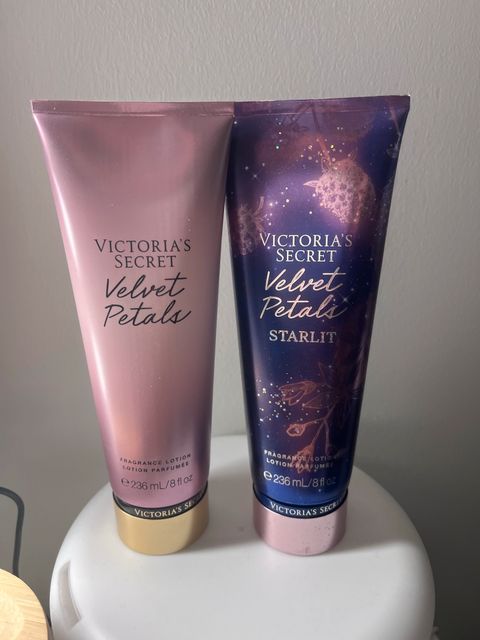 VICTORIA'S
SECRET
Velvet
Petals
FRAGRANCE LOTION
LOTION PARFUMÉE
℮ 236 mL/8 fl oz
VICTORIA'S
VICTORIA'S
SECRET
Velvet
Petals
STARLIT
FRAGRANCE LOTION
LOTION PARFUMÉE
℮ 236 mL/8 fl oz
VICTORIA'S